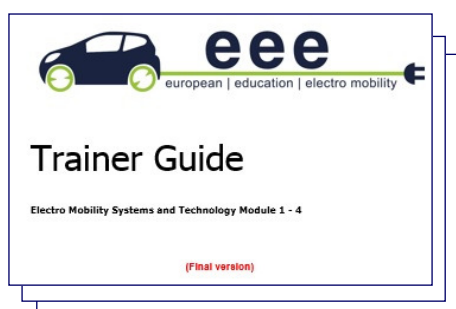 eee
european | education | electro mobility
Trainer Guide
Electro Mobility Systems and Technology Module 1 - 4
(Final version)